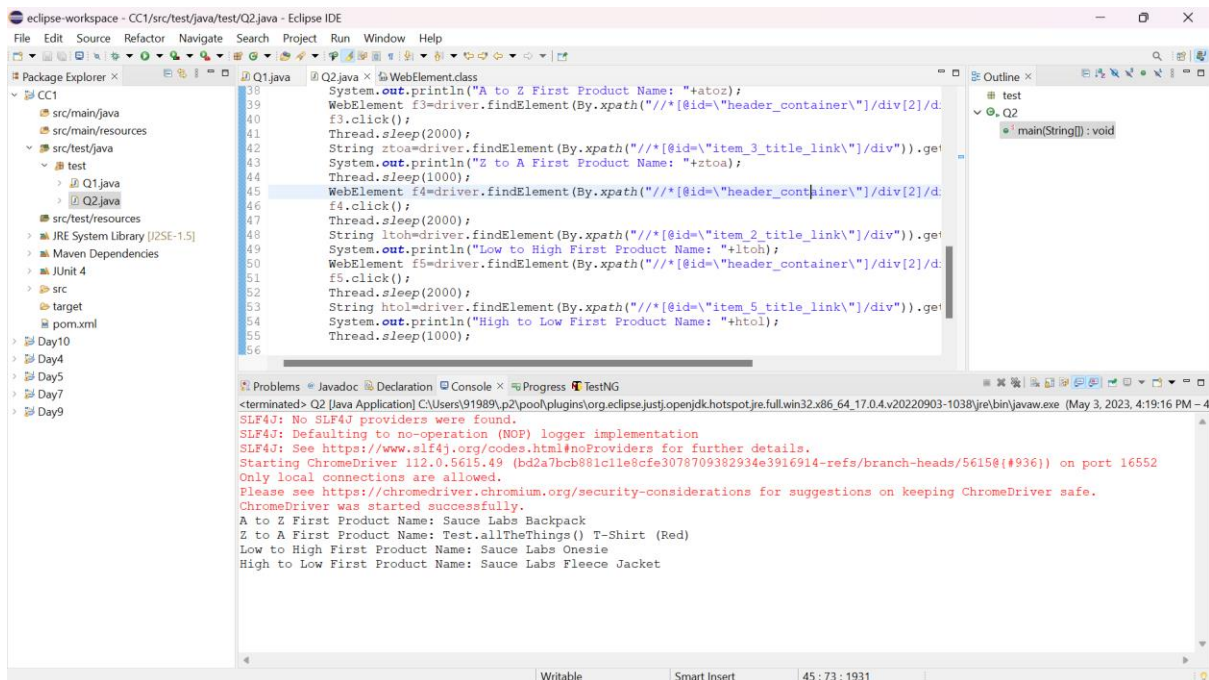 eclipse-workspace - CC1/src/test/java/test/Q2.java - Eclipse IDE
File Edit Source Refactor Navigate Search Project Run Window Help
Package Explorer
CC1
src/main/java
src/main/resources
src/test/java
test
Q1.java
Q2.java
src/test/resources
JRE System Library [J2SE-1.5]
Maven Dependencies
JUnit 4
src
target
pom.xml
Day10
Day4
Day5
Day7
Day9
Q1.java Q2.java WebElement.class
38 System.out.println("A to Z First Product Name: "+atoz);
39 WebElement f3=driver.findElement(By.xpath("//*[@id=\"header_container\"]/div[2]/d
40 f3.click();
41 Thread.sleep(2000);
42 String ztoa=driver.findElement(By.xpath("//*[@id=\"item_3_title_link\"]/div")).get
43 System.out.println("Z to A First Product Name: "+ztoa);
44 Thread.sleep(1000);
45 WebElement f4=driver.findElement(By.xpath("//*[@id=\"header_container\"]/div[2]/d
46 f4.click();
47 Thread.sleep(2000);
48 String ltoh=driver.findElement(By.xpath("//*[@id=\"item_2_title_link\"]/div")).get
49 System.out.println("Low to High First Product Name: "+ltoh);
50 WebElement f5=driver.findElement(By.xpath("//*[@id=\"header_container\"]/div[2]/d
51 f5.click();
52 Thread.sleep(2000);
53 String htol=driver.findElement(By.xpath("//*[@id=\"item_5_title_link\"]/div")).get
54 System.out.println("High to Low First Product Name: "+htol);
55 Thread.sleep(1000);
56
Outline
test
Q2
main(String[]) : void
Problems Javadoc Declaration Console Progress TestNG
<terminated> Q2 [Java Application] C:\Users\91989\.p2\pool\plugins\org.eclipse.justj.openjdk.hotspot.jre.full.win32.x86_64_17.0.4.v20220903-1038\jre\bin\javaw.exe (May 3, 2023, 4:19:16 PM – 4
SLF4J: No SLF4J providers were found.
SLF4J: Defaulting to no-operation (NOP) logger implementation
SLF4J: See https://www.slf4j.org/codes.html#noProviders for further details.
Starting ChromeDriver 112.0.5615.49 (bd2a7bcb881c11e8cfe3078709382934e3916914-refs/branch-heads/5615@{#936}) on port 16552
Only local connections are allowed.
Please see https://chromedriver.chromium.org/security-considerations for suggestions on keeping ChromeDriver safe.
ChromeDriver was started successfully.
A to Z First Product Name: Sauce Labs Backpack
Z to A First Product Name: Test.allTheThings() T-Shirt (Red)
Low to High First Product Name: Sauce Labs Onesie
High to Low First Product Name: Sauce Labs Fleece Jacket
Writable Smart Insert 45 : 73 : 1931